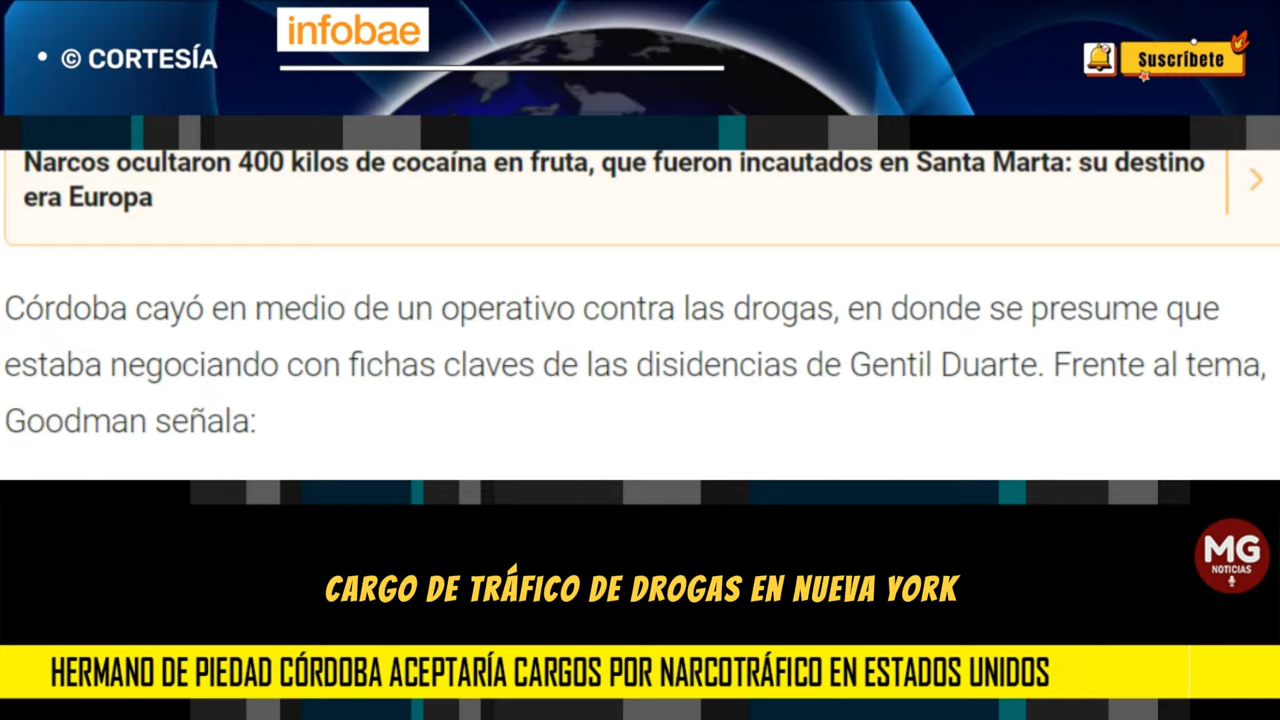 • © CORTESÍA
infobae
Suscríbete
Narcos ocultaron 400 kilos de cocaína en fruta, que fueron incautados en Santa Marta: su destino
era Europa
Córdoba cayó en medio de un operativo contra las drogas, en donde se presume que
estaba negociando con fichas claves de las disidencias de Gentil Duarte. Frente al tema,
Goodman señala:
MG
NOTICIAS
CARGO DE TRÁFICO DE DROGAS EN NUEVA YORK
HERMANO DE PIEDAD CÓRDOBA ACEPTARÍA CARGOS POR NARCOTRÁFICO EN ESTADOS UNIDOS